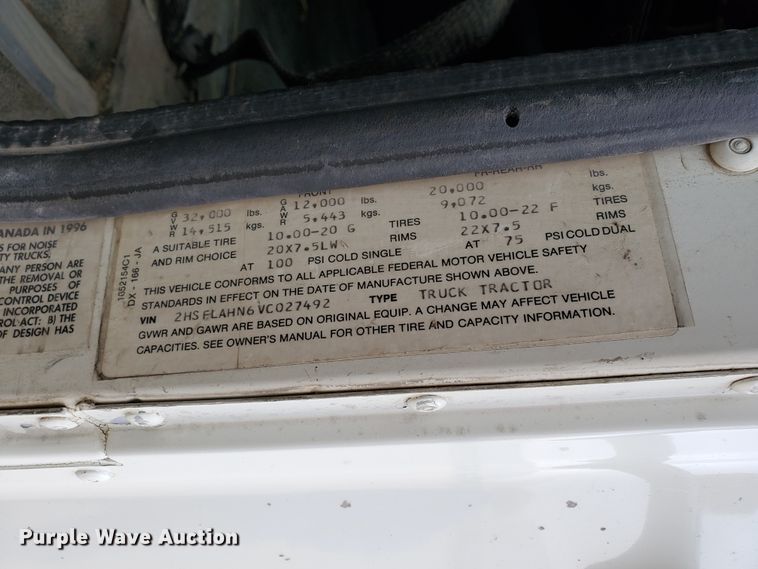 ANADA IN 1996
S FOR NOISE
TY TRUCKS.
ANY PERSON ARE
THE REMOVAL OR
PURPOSES OF
CONTROL DEVICE
ROL ACT: B) THE
OF DESIGN HAS
1052154C1
DX - 166 - JA
GVWR 32,000 lbs. GAWR 12,000 lbs. 20,000 lbs.
14,515 kgs. 5,443 kgs. 9,072 kgs.
A SUITABLE TIRE 10.00-20 G TIRES 10.00-22 F TIRES
AND RIM CHOICE 20X7.5LW RIMS 22X7.5 RIMS
AT 100 PSI COLD SINGLE AT 75 PSI COLD DUAL
THIS VEHICLE CONFORMS TO ALL APPLICABLE FEDERAL MOTOR VEHICLE SAFETY
STANDARDS IN EFFECT ON THE DATE OF MANUFACTURE SHOWN ABOVE.
VIN 2HSFLAHN6VC027492 TYPE TRUCK TRACTOR
GVWR AND GAWR ARE BASED ON ORIGINAL EQUIP. A CHANGE MAY AFFECT VEHICLE
CAPACITIES. SEE OWNER'S MANUAL FOR OTHER TIRE AND CAPACITY INFORMATION.
Purple Wave Auction